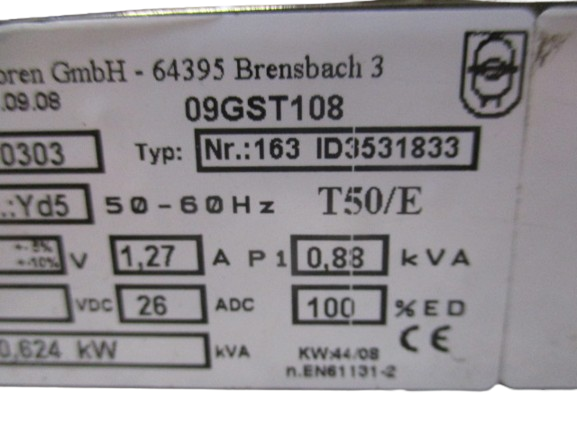 oren GmbH - 64395 Brensbach 3
.09.08 09GST108
0303 Typ: Nr.:163 ID3531833
.:Yd5 50-60Hz T50/E
+-5% +-10% V 1,27 A P1 0,88 kVA
VDC 26 ADC 100 %ED
0,624 kW kVA KW:44/08 CE
n.EN61131-2